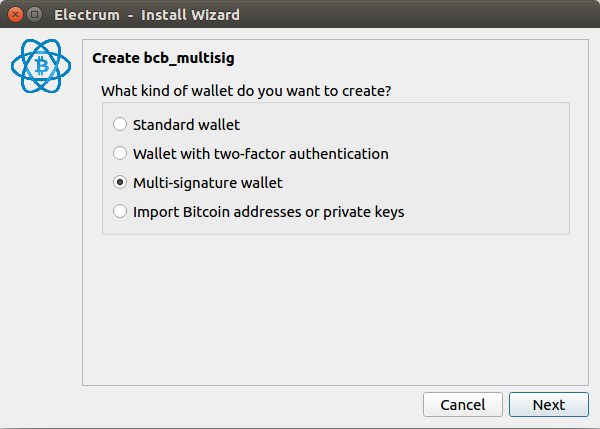 Electrum - Install Wizard
Create bcb_multisig
What kind of wallet do you want to create?
Standard wallet
Wallet with two-factor authentication
Multi-signature wallet
Import Bitcoin addresses or private keys
Cancel
Next